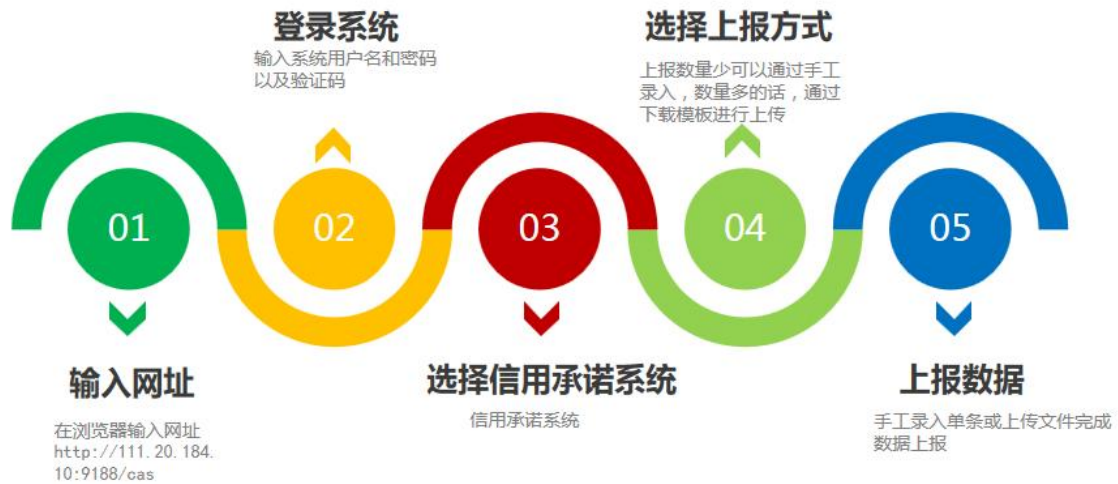 登录系统
输入系统用户名和密码
以及验证码
选择上报方式
上报数量少可以通过手工
录入，数量多的话，通过
下载模板进行上传
01
02
03
04
05
输入网址
在浏览器输入网址
http://111.20.184.
10:9188/cas
选择信用承诺系统
信用承诺系统
上报数据
手工录入单条或上传文件完成
数据上报